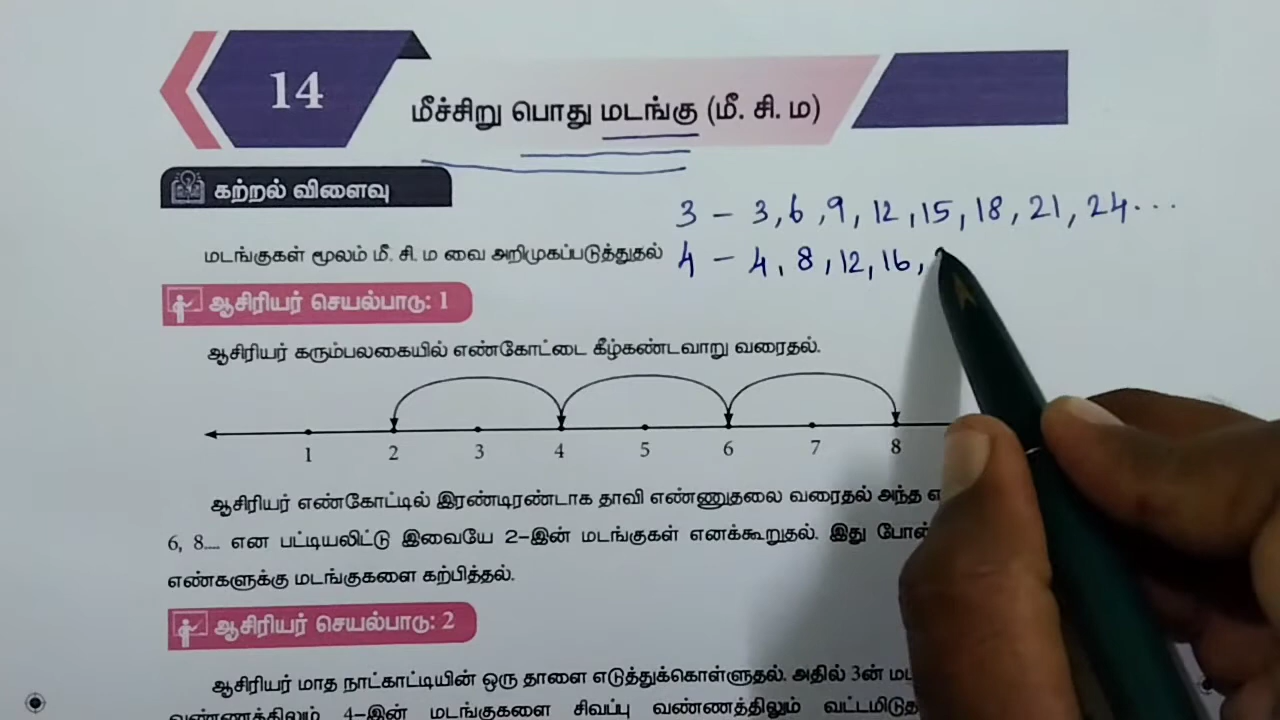 14
மீச்சிறு பொது மடங்கு (மீ. சி. ம)
கற்றல் விளைவு
3 - 3, 6, 9, 12, 15, 18, 21, 24...
மடங்குகள் மூலம் மீ. சி. ம வை அறிமுகப்படுத்துதல்
4 - 4, 8, 12, 16,
ஆசிரியர் செயல்பாடு: 1
ஆசிரியர் கரும்பலகையில் எண்கோட்டை கீழ்கண்டவாறு வரைதல்.
1 2 3 4 5 6 7 8
ஆசிரியர் எண்கோட்டில் இரண்டிரண்டாக தாவி எண்ணுதலை வரைதல் அந்த
6, 8.... என பட்டியலிட்டு இவையே 2-இன் மடங்குகள் எனக்கூறுதல். இது
எண்களுக்கு மடங்குகளை கற்பித்தல்.
ஆசிரியர் செயல்பாடு: 2
ஆசிரியர் மாத நாட்காட்டியின் ஒரு தாளை எடுத்துக்கொள்ளுதல். அதில் 3ன்
வண்ணத்திலும் 4-இன் மடங்குகளை சிவப்பு வண்ணத்திலும்